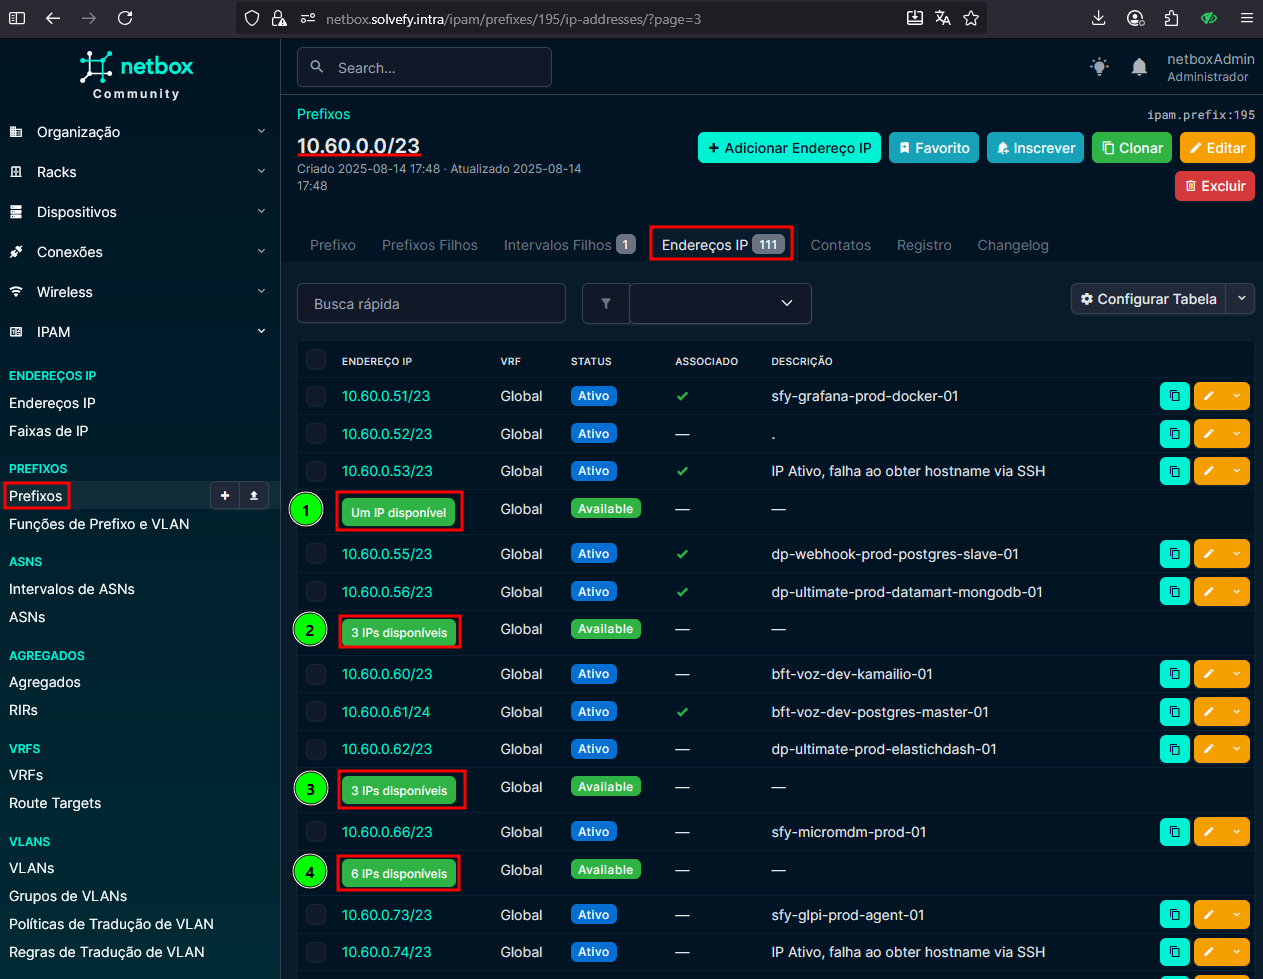 netbox.solvefy.intra/ipam/prefixes/195/ip-addresses/?page=3
netbox
Community
Search...
netboxAdmin
Administrador
Organização
Racks
Dispositivos
Conexões
Wireless
IPAM
ENDEREÇOS IP
Endereços IP
Faixas de IP
PREFIXOS
Prefixos
Funções de Prefixo e VLAN
ASNS
Intervalos de ASNs
ASNs
AGREGADOS
Agregados
RIRs
VRFS
VRFs
Route Targets
VLANS
VLANs
Grupos de VLANs
Políticas de Tradução de VLAN
Regras de Tradução de VLAN
Prefixos
ipam.prefix:195
10.60.0.0/23
Criado 2025-08-14 17:48 · Atualizado 2025-08-14
17:48
+ Adicionar Endereço IP Favorito Inscrever Clonar Editar
Excluir
Prefixo Prefixos Filhos Intervalos Filhos 1 Endereços IP 111 Contatos Registro Changelog
Busca rápida
Configurar Tabela
ENDEREÇO IP VRF STATUS ASSOCIADO DESCRIÇÃO
10.60.0.51/23 Global Ativo ✓ sfy-grafana-prod-docker-01
10.60.0.52/23 Global Ativo — .
10.60.0.53/23 Global Ativo ✓ IP Ativo, falha ao obter hostname via SSH
1 Um IP disponível Global Available — —
10.60.0.55/23 Global Ativo ✓ dp-webhook-prod-postgres-slave-01
10.60.0.56/23 Global Ativo ✓ dp-ultimate-prod-datamart-mongodb-01
2 3 IPs disponíveis Global Available — —
10.60.0.60/23 Global Ativo — bft-voz-dev-kamailio-01
10.60.0.61/24 Global Ativo ✓ bft-voz-dev-postgres-master-01
10.60.0.62/23 Global Ativo — dp-ultimate-prod-elastichdash-01
3 3 IPs disponíveis Global Available — —
10.60.0.66/23 Global Ativo — sfy-micromdm-prod-01
4 6 IPs disponíveis Global Available — —
10.60.0.73/23 Global Ativo — sfy-glpi-prod-agent-01
10.60.0.74/23 Global Ativo — IP Ativo, falha ao obter hostname via SSH